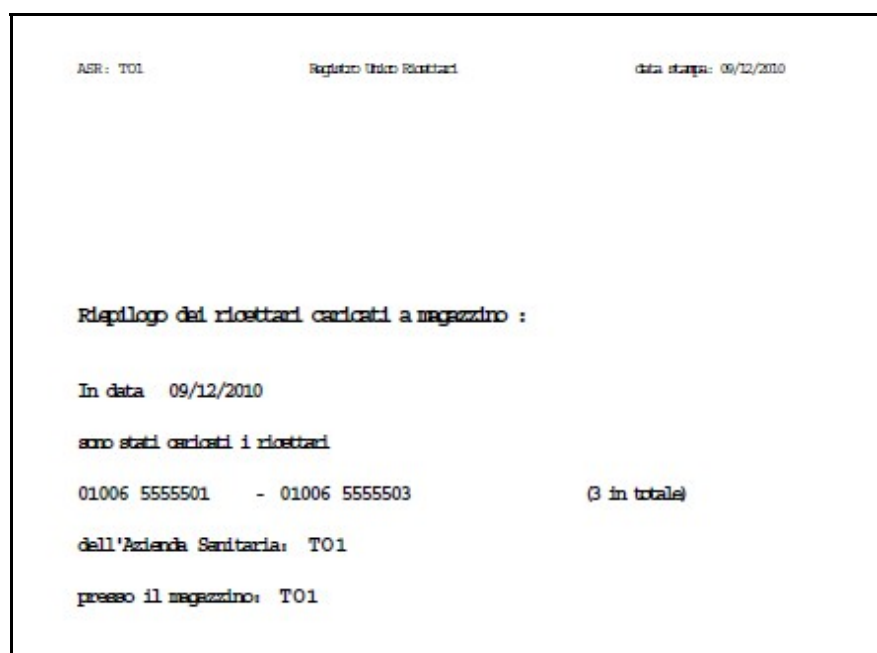 ASR: TO1 Registro Unico Ricettari data stampa: 09/12/2010
Riepilogo dei ricettari caricati a magazzino :
In data 09/12/2010
sono stati caricati i ricettari
01006 5555501 - 01006 5555503 (3 in totale)
dell'Azienda Sanitaria: TO1
presso il magazzino: TO1